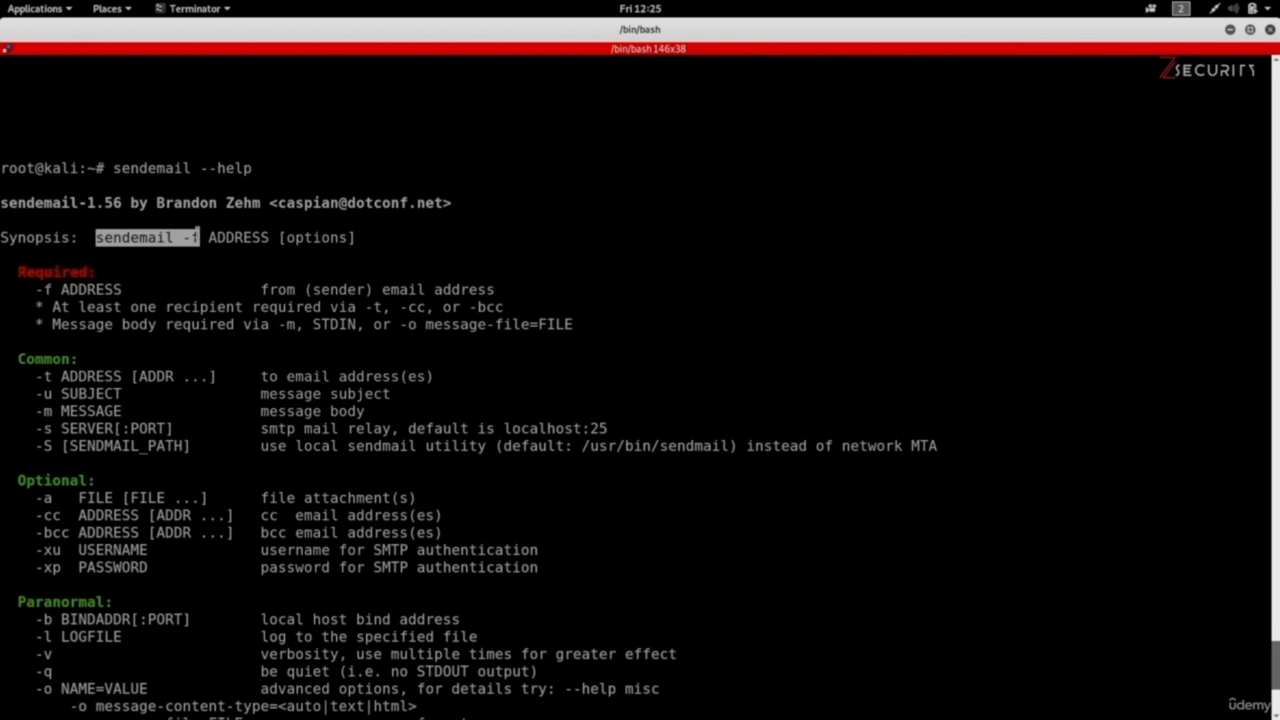 Applications Places Terminator Fri 12:25 2
/bin/bash
/bin/bash 146x38
ZSECURITY
root@kali:~# sendemail --help
sendemail-1.56 by Brandon Zehm <caspian@dotconf.net>
Synopsis:  sendemail -f ADDRESS [options]
Required:
-f ADDRESS from (sender) email address
* At least one recipient required via -t, -cc, or -bcc
* Message body required via -m, STDIN, or -o message-file=FILE
Common:
-t ADDRESS [ADDR ...] to email address(es)
-u SUBJECT message subject
-m MESSAGE message body
-s SERVER[:PORT] smtp mail relay, default is localhost:25
-S [SENDMAIL_PATH] use local sendmail utility (default: /usr/bin/sendmail) instead of network MTA
Optional:
-a FILE [FILE ...] file attachment(s)
-cc ADDRESS [ADDR ...] cc email address(es)
-bcc ADDRESS [ADDR ...] bcc email address(es)
-xu USERNAME username for SMTP authentication
-xp PASSWORD password for SMTP authentication
Paranormal:
-b BINDADDR[:PORT] local host bind address
-l LOGFILE log to the specified file
-v verbosity, use multiple times for greater effect
-q be quiet (i.e. no STDOUT output)
-o NAME=VALUE advanced options, for details try: --help misc
-o message-content-type=<auto|text|html>
ûdemy